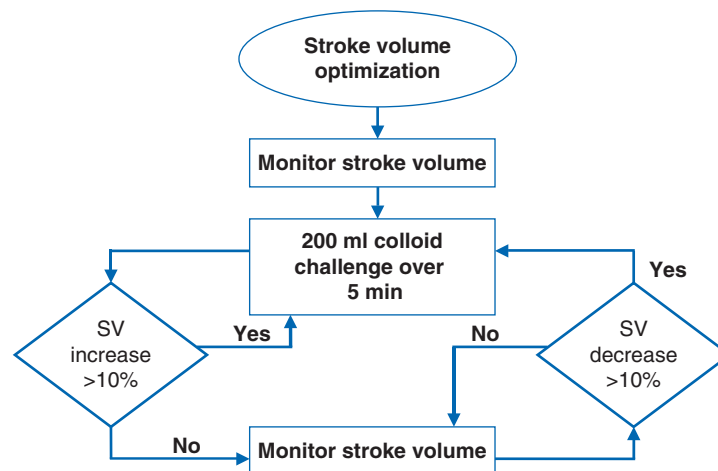 Stroke volume
optimization
Monitor stroke volume
200 ml colloid
challenge over
5 min
SV
increase
>10%
Yes
No
Yes
SV
decrease
>10%
No
Monitor stroke volume